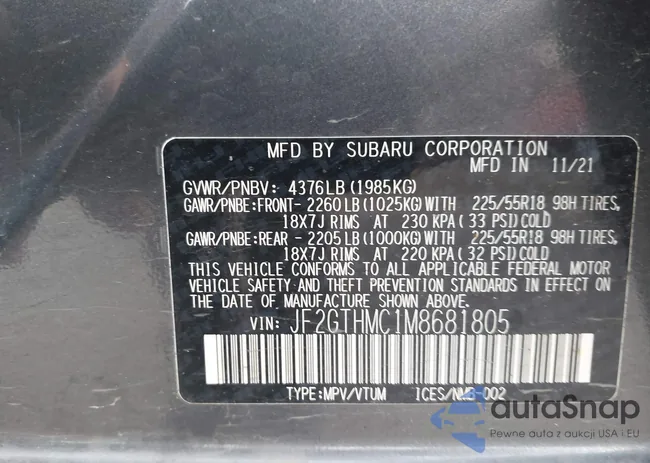 MFD BY SUBARU CORPORATION
MFD IN 11/21
GVWR/PNBV: 4376LB(1985KG)
GAWR/PNBE:FRONT-2260LB(1025KG)WITH 225/55R18 98H TIRES,
18X7J RIMS AT 230 KPA(33 PSI)COLD
GAWR/PNBE:REAR -2205LB(1000KG)WITH 225/55R18 98H TIRES,
18X7J RIMS AT 220 KPA(32 PSI)COLD
THIS VEHICLE CONFORMS TO ALL APPLICABLE FEDERAL MOTOR
VEHICLE SAFETY AND THEFT PREVENTION STANDARDS IN EFFECT
ON THE DATE OF MANUFACTURE SHOWN ABOVE.
VIN: JF2GTHMC1M8681805
TYPE:MPV/VTUM ICES/NMB-002
autaSnap
Pewne auta z aukcji USA i EU